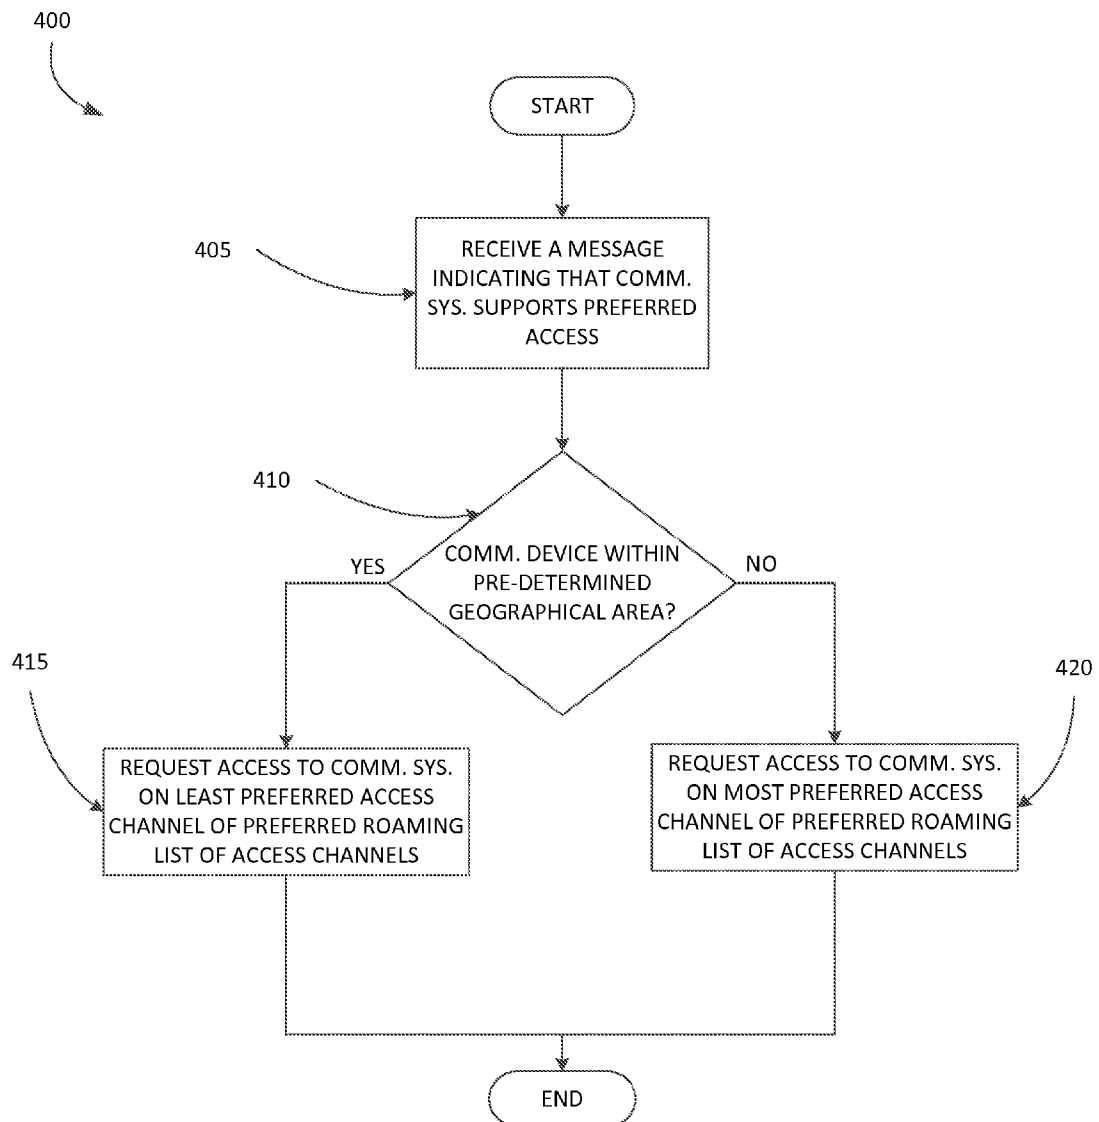 400
START
405
RECEIVE A MESSAGE
INDICATING THAT COMM.
SYS. SUPPORTS PREFERRED
ACCESS
410
COMM. DEVICE WITHIN
PRE-DETERMINED
GEOGRAPHICAL AREA?
YES
NO
415
REQUEST ACCESS TO COMM. SYS.
ON LEAST PREFERRED ACCESS
CHANNEL OF PREFERRED ROAMING
LIST OF ACCESS CHANNELS
420
REQUEST ACCESS TO COMM. SYS.
ON MOST PREFERRED ACCESS
CHANNEL OF PREFERRED ROAMING
LIST OF ACCESS CHANNELS
END